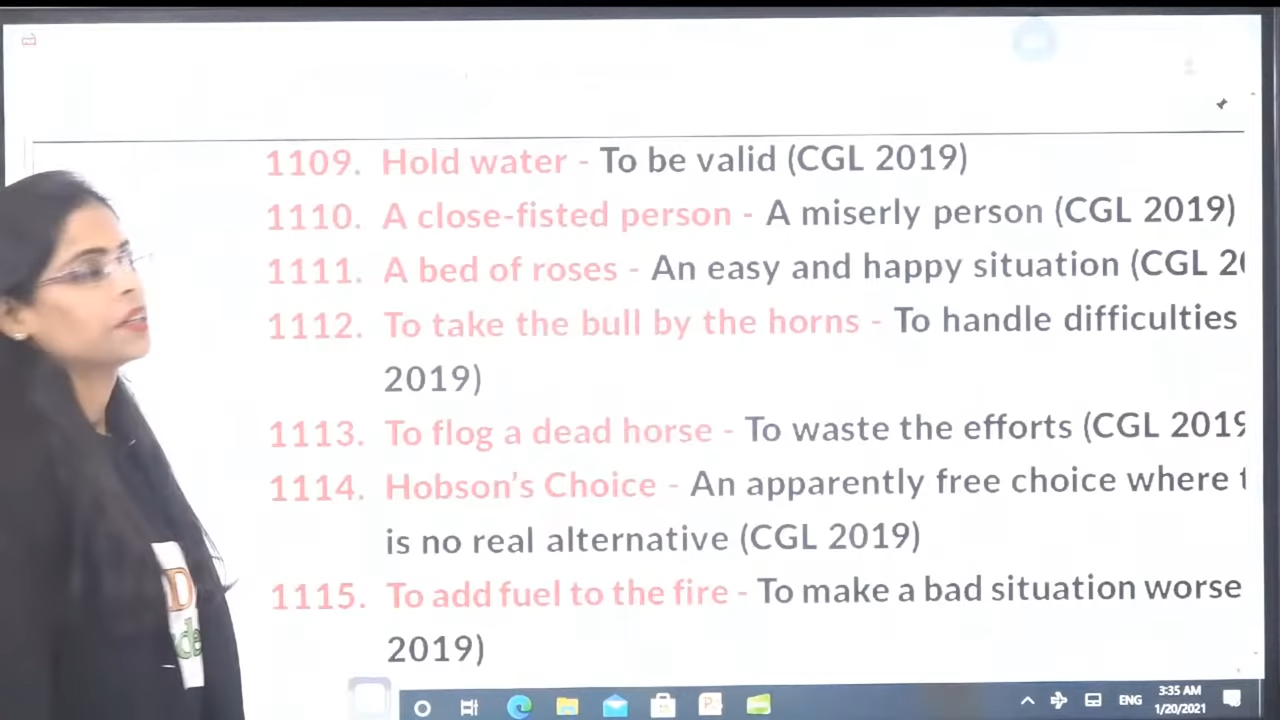 1109. Hold water - To be valid (CGL 2019)
1110. A close-fisted person - A miserly person (CGL 2019)
1111. A bed of roses - An easy and happy situation (CGL
1112. To take the bull by the horns - To handle difficulties
2019)
1113. To flog a dead horse - To waste the efforts (CGL 2019
1114. Hobson's Choice - An apparently free choice where
is no real alternative (CGL 2019)
1115. To add fuel to the fire - To make a bad situation worse
2019)
ENG
3:35 AM
1/20/2021